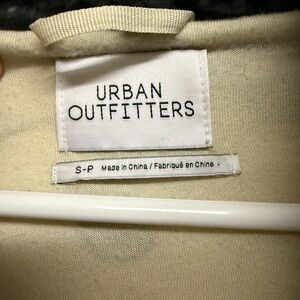 URBAN
OUTFITTERS
S-P Made in China / Fabriqué en Chine -